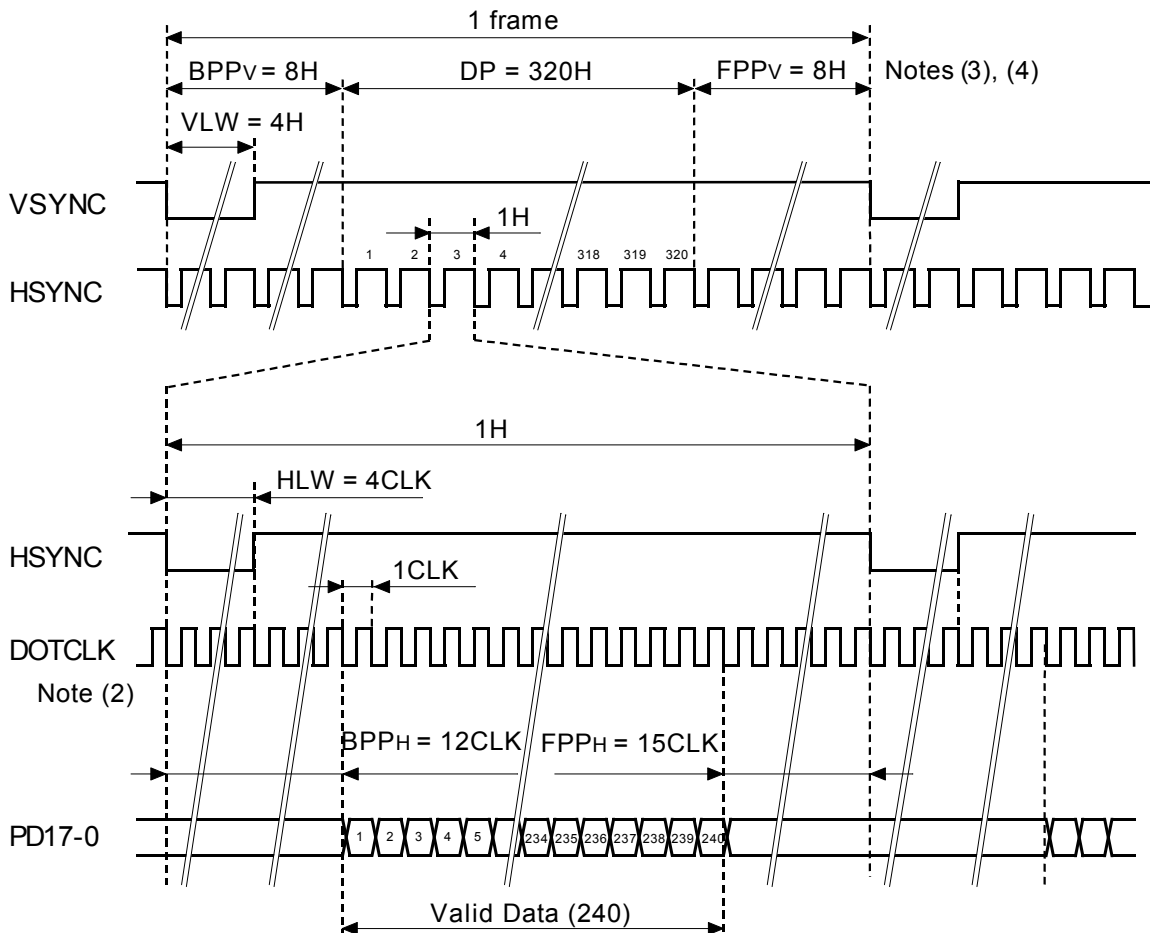 1 frame
BPPV = 8H DP = 320H FPPV = 8H Notes (3), (4)
VLW = 4H
VSYNC
1H
1 2 3 4 318 319 320
HSYNC
1H
HLW = 4CLK
HSYNC
1CLK
DOTCLK
Note (2)
BPPH = 12CLK FPPH = 15CLK
PD17-0
1 2 3 4 5 234 235 236 237 238 239 240
Valid Data (240)